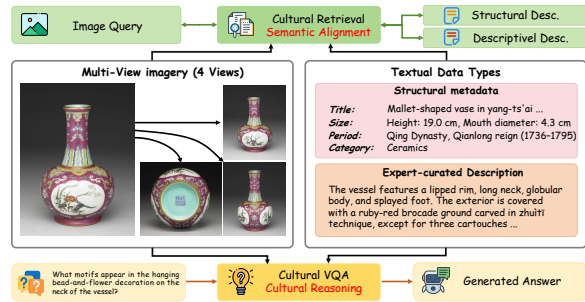 Image Query
Cultural Retrieval
Semantic Alignment
Structural Desc.
Descriptivel Desc.
Multi-View imagery (4 Views)
Textual Data Types
Structural metadata
Title: Mallet-shaped vase in yang-ts'ai ...
Size: Height: 19.0 cm, Mouth diameter: 4.3 cm
Period: Qing Dynasty, Qianlong reign (1736-1795)
Category: Ceramics
Expert-curated Description
The vessel features a lipped rim, long neck, globular
body, and splayed foot. The exterior is covered
with a ruby-red brocade ground carved in zhuìtī
technique, except for three cartouches ...
What motifs appear in the hanging
bead-and-flower decoration on the
neck of the vessel?
Cultural VQA
Cultural Reasoning
Generated Answer